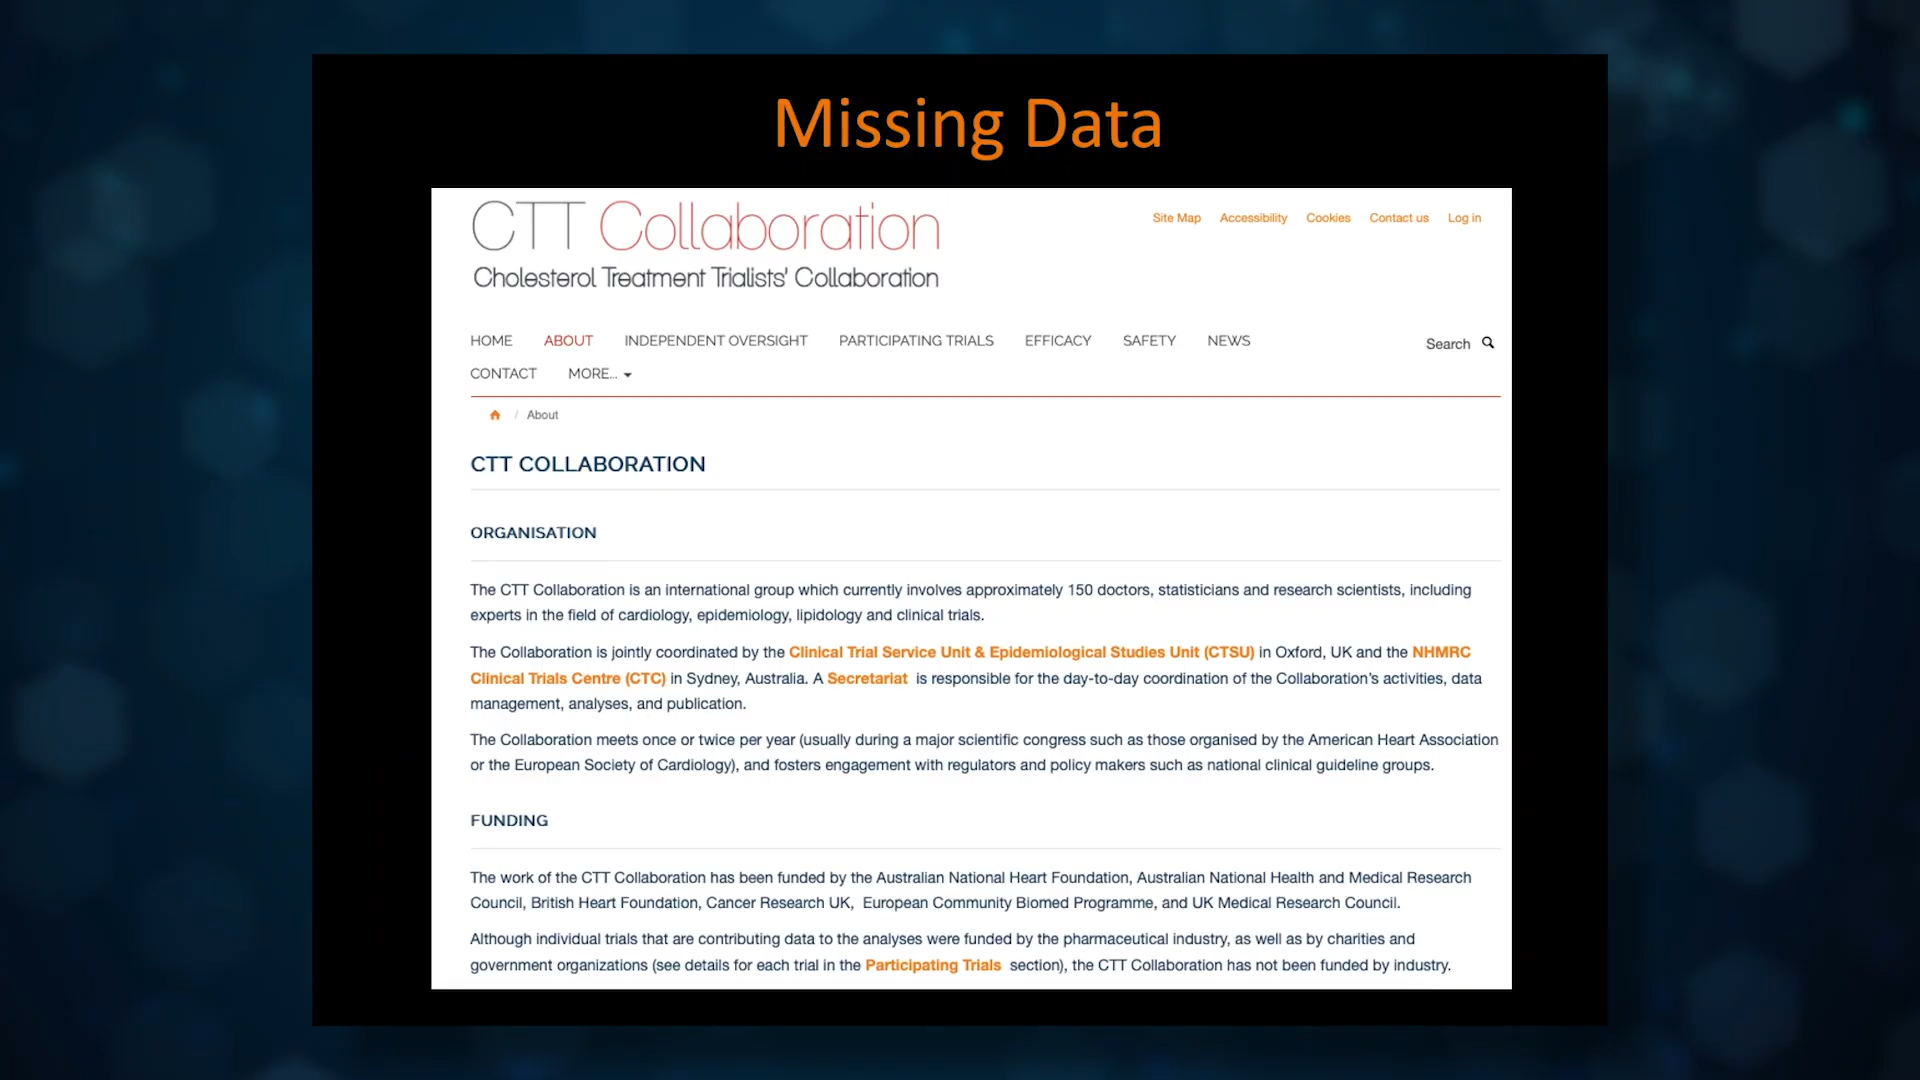 Missing Data
CTT Collaboration
Cholesterol Treatment Trialists' Collaboration
Site Map Accessibility Cookies Contact us Log in
HOME ABOUT INDEPENDENT OVERSIGHT PARTICIPATING TRIALS EFFICACY SAFETY NEWS
Search
CONTACT MORE...
/ About
CTT COLLABORATION
ORGANISATION
The CTT Collaboration is an international group which currently involves approximately 150 doctors, statisticians and research scientists, including
experts in the field of cardiology, epidemiology, lipidology and clinical trials.
The Collaboration is jointly coordinated by the Clinical Trial Service Unit & Epidemiological Studies Unit (CTSU) in Oxford, UK and the NHMRC
Clinical Trials Centre (CTC) in Sydney, Australia. A Secretariat is responsible for the day-to-day coordination of the Collaboration's activities, data
management, analyses, and publication.
The Collaboration meets once or twice per year (usually during a major scientific congress such as those organised by the American Heart Association
or the European Society of Cardiology), and fosters engagement with regulators and policy makers such as national clinical guideline groups.
FUNDING
The work of the CTT Collaboration has been funded by the Australian National Heart Foundation, Australian National Health and Medical Research
Council, British Heart Foundation, Cancer Research UK, European Community Biomed Programme, and UK Medical Research Council.
Although individual trials that are contributing data to the analyses were funded by the pharmaceutical industry, as well as by charities and
government organizations (see details for each trial in the Participating Trials section), the CTT Collaboration has not been funded by industry.